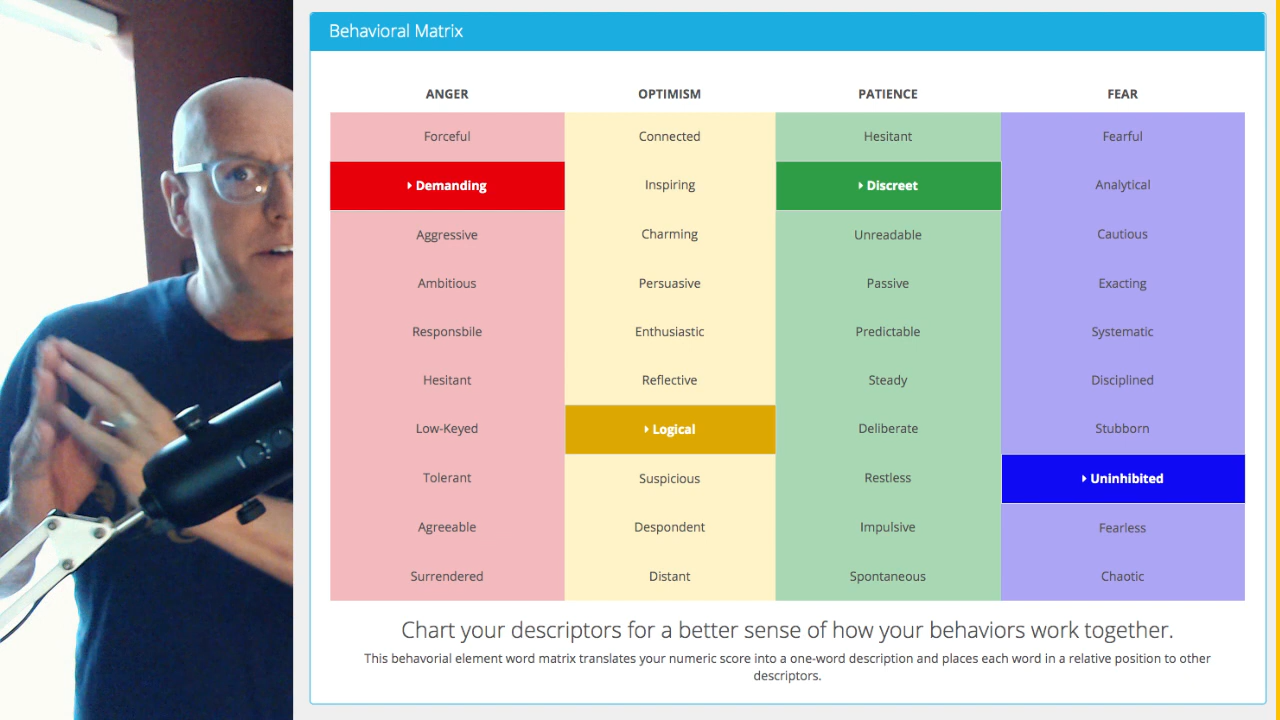 Behavioral Matrix
ANGER OPTIMISM PATIENCE FEAR
Forceful Connected Hesitant Fearful
Demanding Inspiring Discreet Analytical
Aggressive Charming Unreadable Cautious
Ambitious Persuasive Passive Exacting
Responsbile Enthusiastic Predictable Systematic
Hesitant Reflective Steady Disciplined
Low-Keyed Logical Deliberate Stubborn
Tolerant Suspicious Restless Uninhibited
Agreeable Despondent Impulsive Fearless
Surrendered Distant Spontaneous Chaotic
Chart your descriptors for a better sense of how your behaviors work together.
This behavorial element word matrix translates your numeric score into a one-word description and places each word in a relative position to other
descriptors.